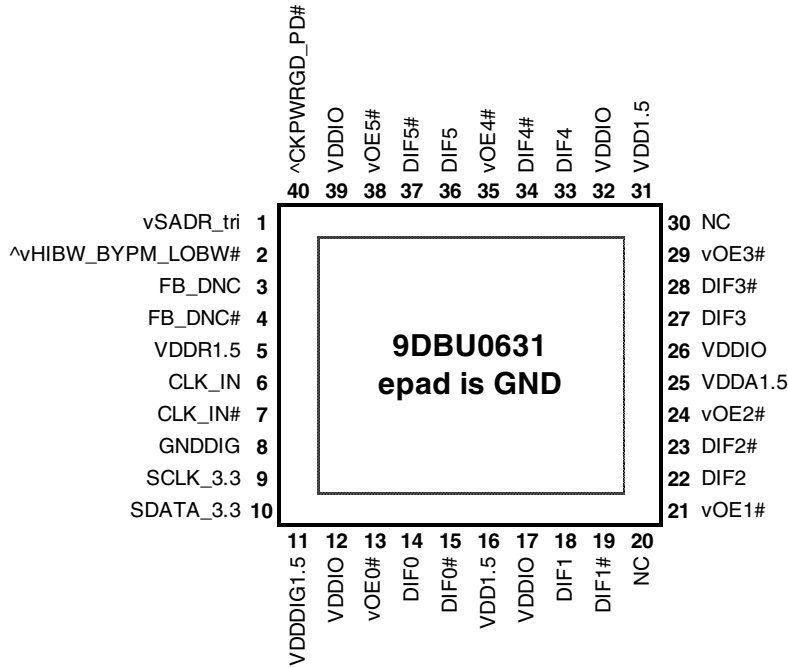 ^CKPWRGD_PD#
VDDIO
vOE5#
DIF5#
DIF5
vOE4#
DIF4#
DIF4
VDDIO
VDD1.5
40 39 38 37 36 35 34 33 32 31
vSADR_tri 1
^vHIBW_BYPM_LOBW# 2
FB_DNC 3
FB_DNC# 4
VDDR1.5 5
CLK_IN 6
CLK_IN# 7
GNDDIG 8
SCLK_3.3 9
SDATA_3.3 10
9DBU0631
epad is GND
30 NC
29 vOE3#
28 DIF3#
27 DIF3
26 VDDIO
25 VDDA1.5
24 vOE2#
23 DIF2#
22 DIF2
21 vOE1#
11 12 13 14 15 16 17 18 19 20
VDDDIG1.5
VDDIO
vOE0#
DIF0
DIF0#
VDD1.5
VDDIO
DIF1
DIF1#
NC